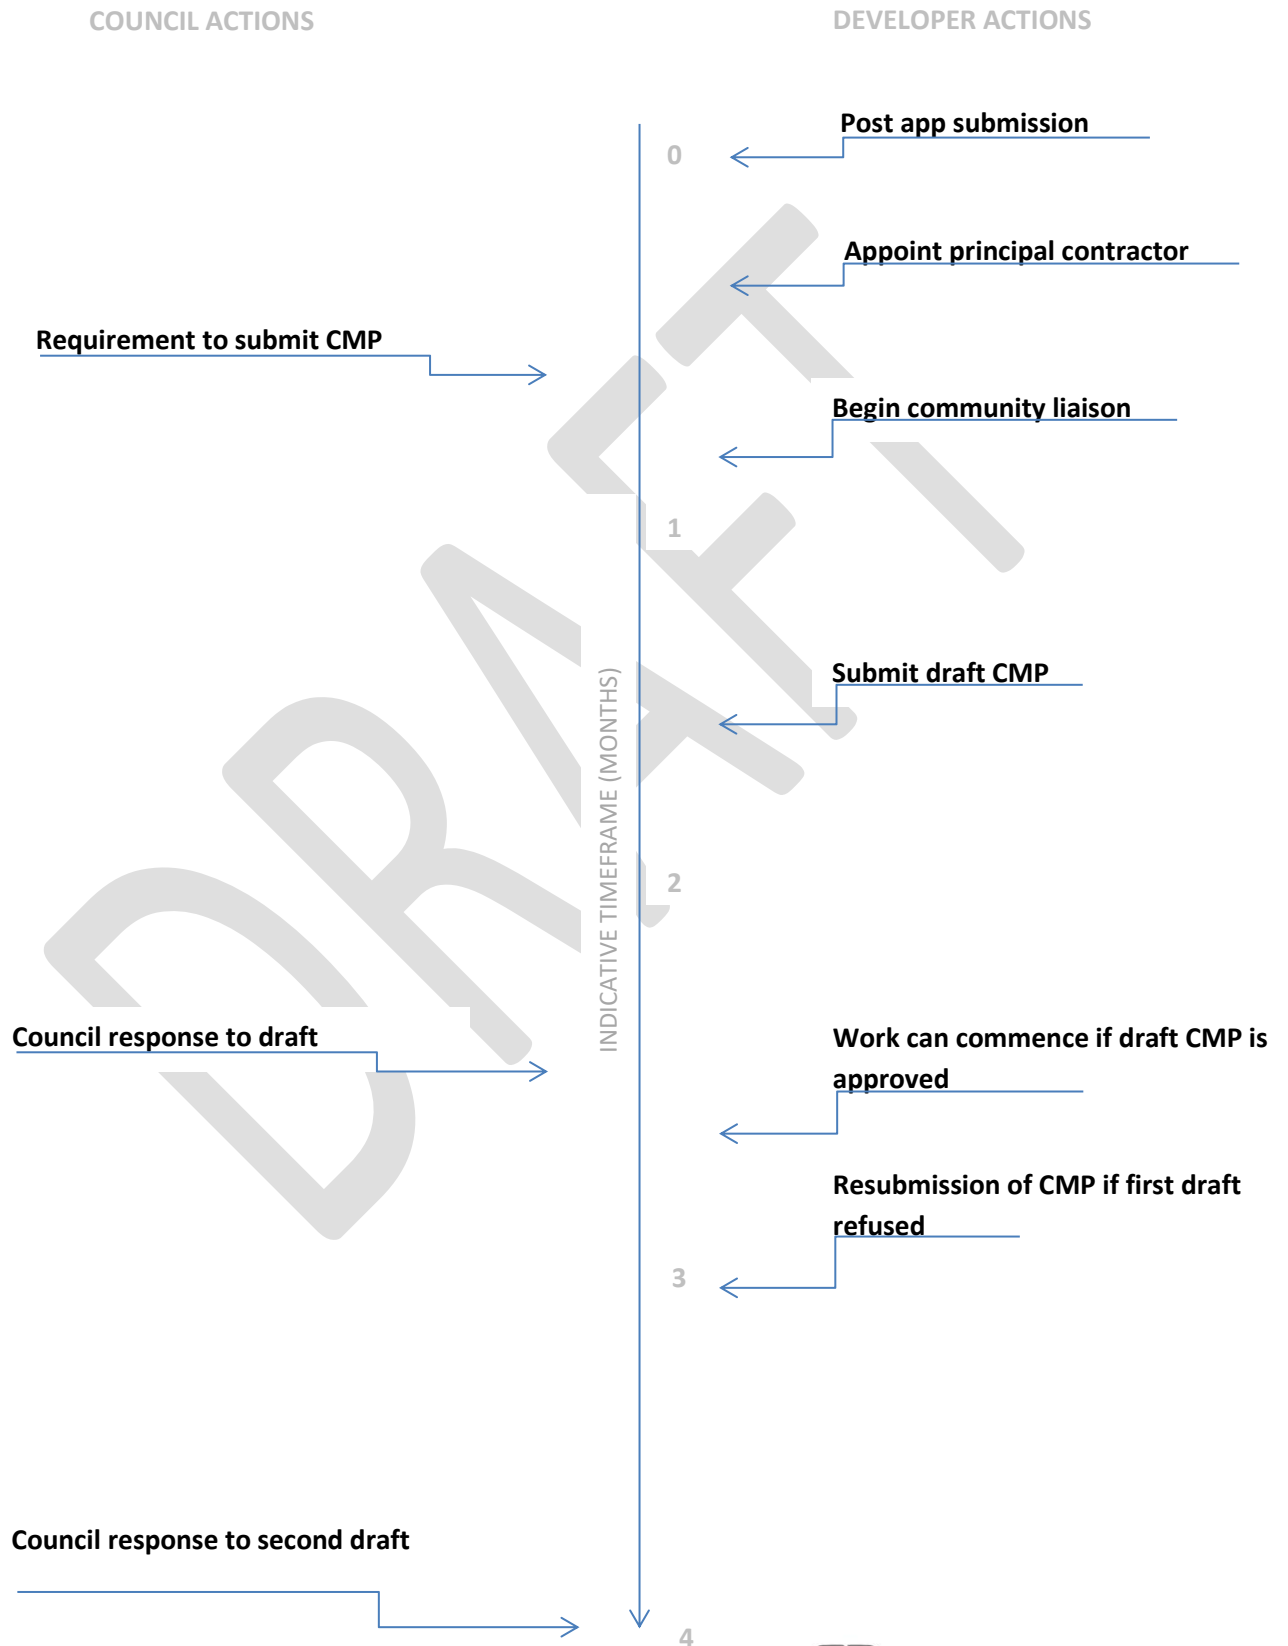 COUNCIL ACTIONS
DEVELOPER ACTIONS
Post app submission
0
Appoint principal contractor
Requirement to submit CMP
Begin community liaison
1
Submit draft CMP
INDICATIVE TIMEFRAME (MONTHS)
2
Council response to draft
Work can commence if draft CMP is
approved
Resubmission of CMP if first draft
refused
3
Council response to second draft
4
DRAFT